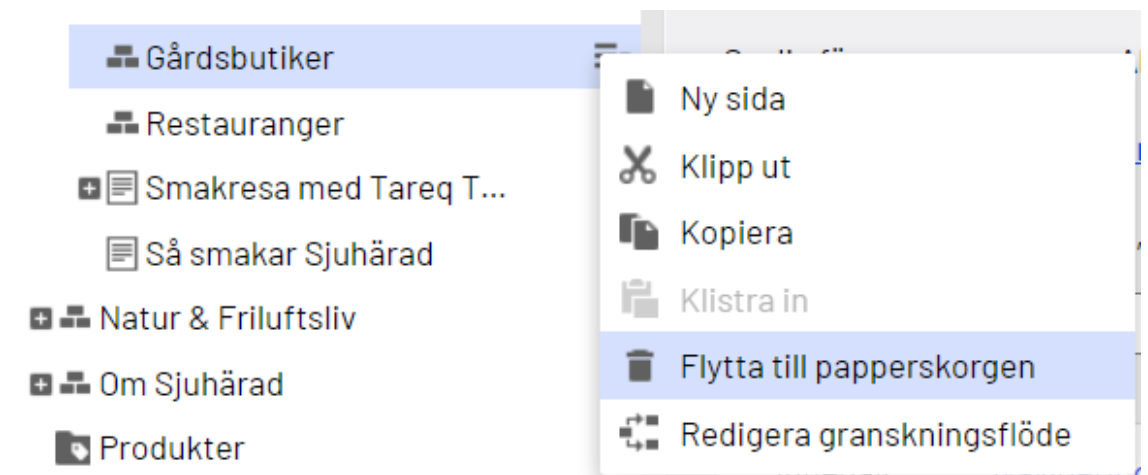 Gårdsbutiker
Restauranger
Smakresa med Tareq T...
Så smakar Sjuhärad
Natur & Friluftsliv
Om Sjuhärad
Produkter
Ny sida
Klipp ut
Kopiera
Klistra in
Flytta till papperskorgen
Redigera granskningsflöde